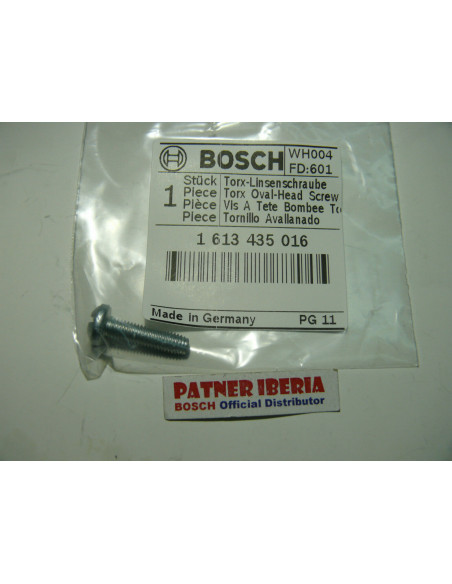 BOSCH
WH004
FD:601
1
Stück Torx-Linsenschraube
Piece Torx Oval-Head Screw
Pièce Vis A Tete Bombee
Piece Tornillo Avallanado
1 613 435 016
Made in Germany PG 11
PATNER IBERIA
BOSCH Official Distributor